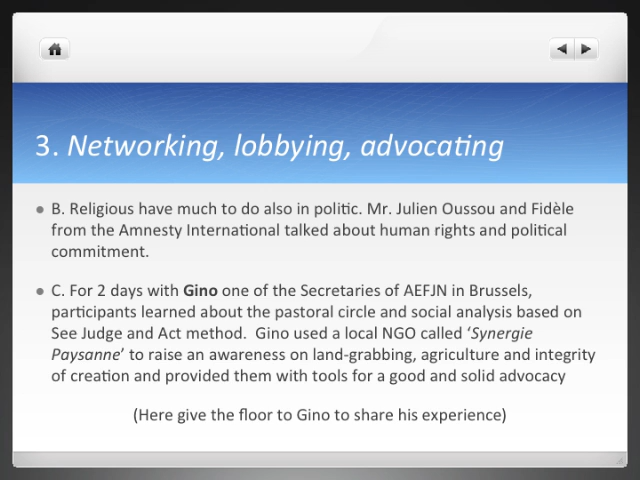 3. Networking, lobbying, advocating
B. Religious have much to do also in politic. Mr. Julien Oussou and Fidèle
from the Amnesty International talked about human rights and political
commitment.
C. For 2 days with Gino one of the Secretaries of AEFJN in Brussels,
participants learned about the pastoral circle and social analysis based on
See Judge and Act method.  Gino used a local NGO called ‘Synergie
Paysanne’ to raise an awareness on land-grabbing, agriculture and integrity
of creation and provided them with tools for a good and solid advocacy
(Here give the floor to Gino to share his experience)